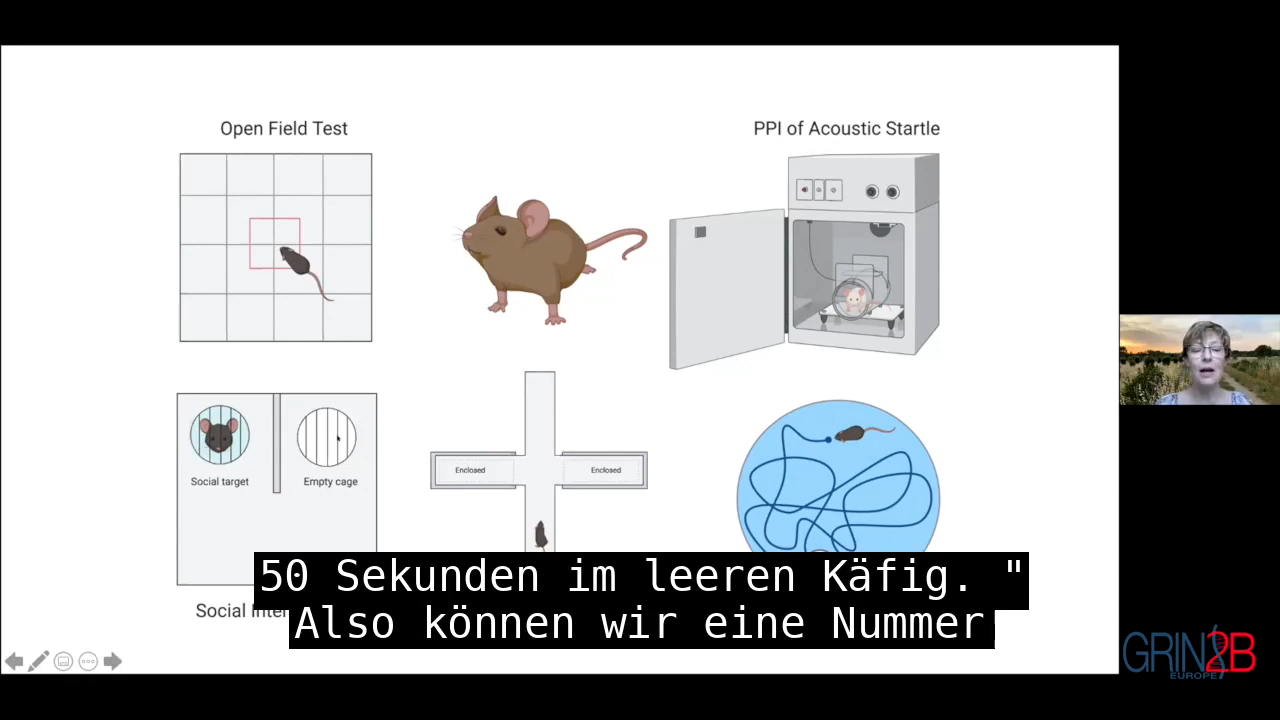 Open Field Test
PPI of Acoustic Startle
Social target
Empty cage
Enclosed
Enclosed
Social
50 Sekunden im leeren Käfig. "
Also können wir eine Nummer
GRIN2B
EUROPE